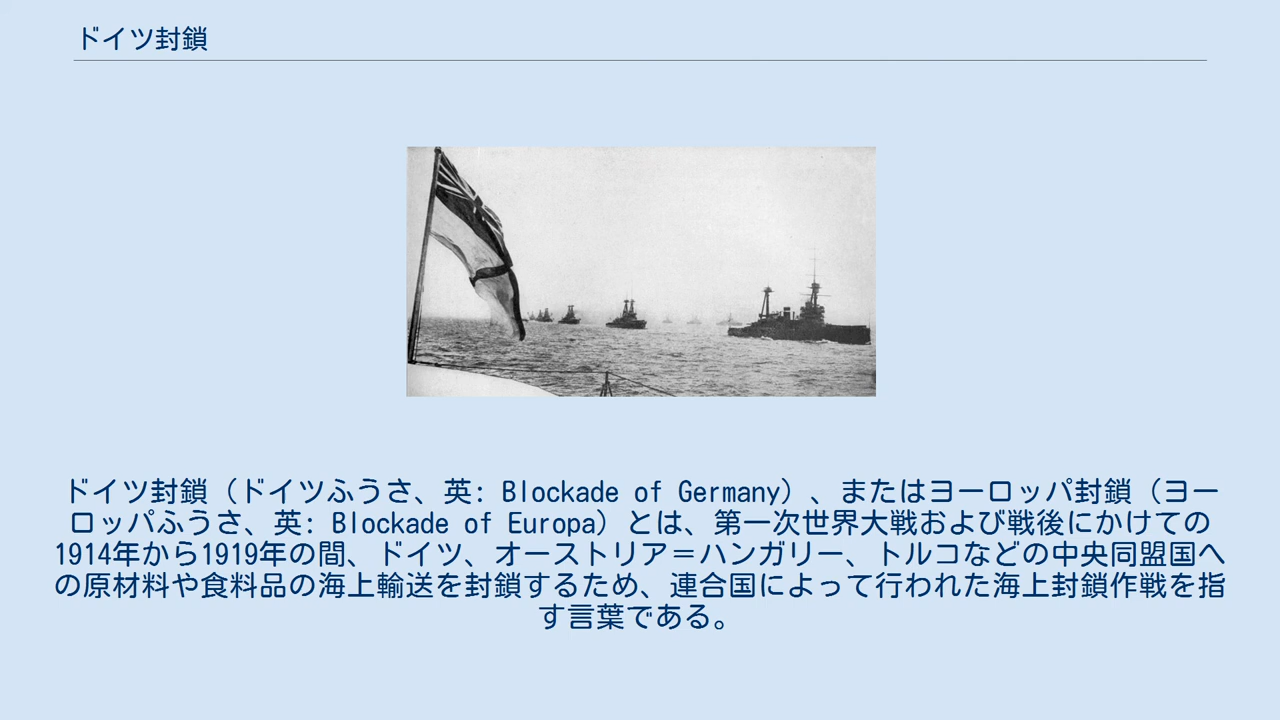 ドイツ封鎖
ドイツ封鎖（ドイツふうさ、英: Blockade of Germany）、またはヨーロッパ封鎖（ヨー
ロッパふうさ、英: Blockade of Europa）とは、第一次世界大戦および戦後にかけての
1914年から1919年の間、ドイツ、オーストリア＝ハンガリー、トルコなどの中央同盟国へ
の原材料や食料品の海上輸送を封鎖するため、連合国によって行われた海上封鎖作戦を指
す言葉である。